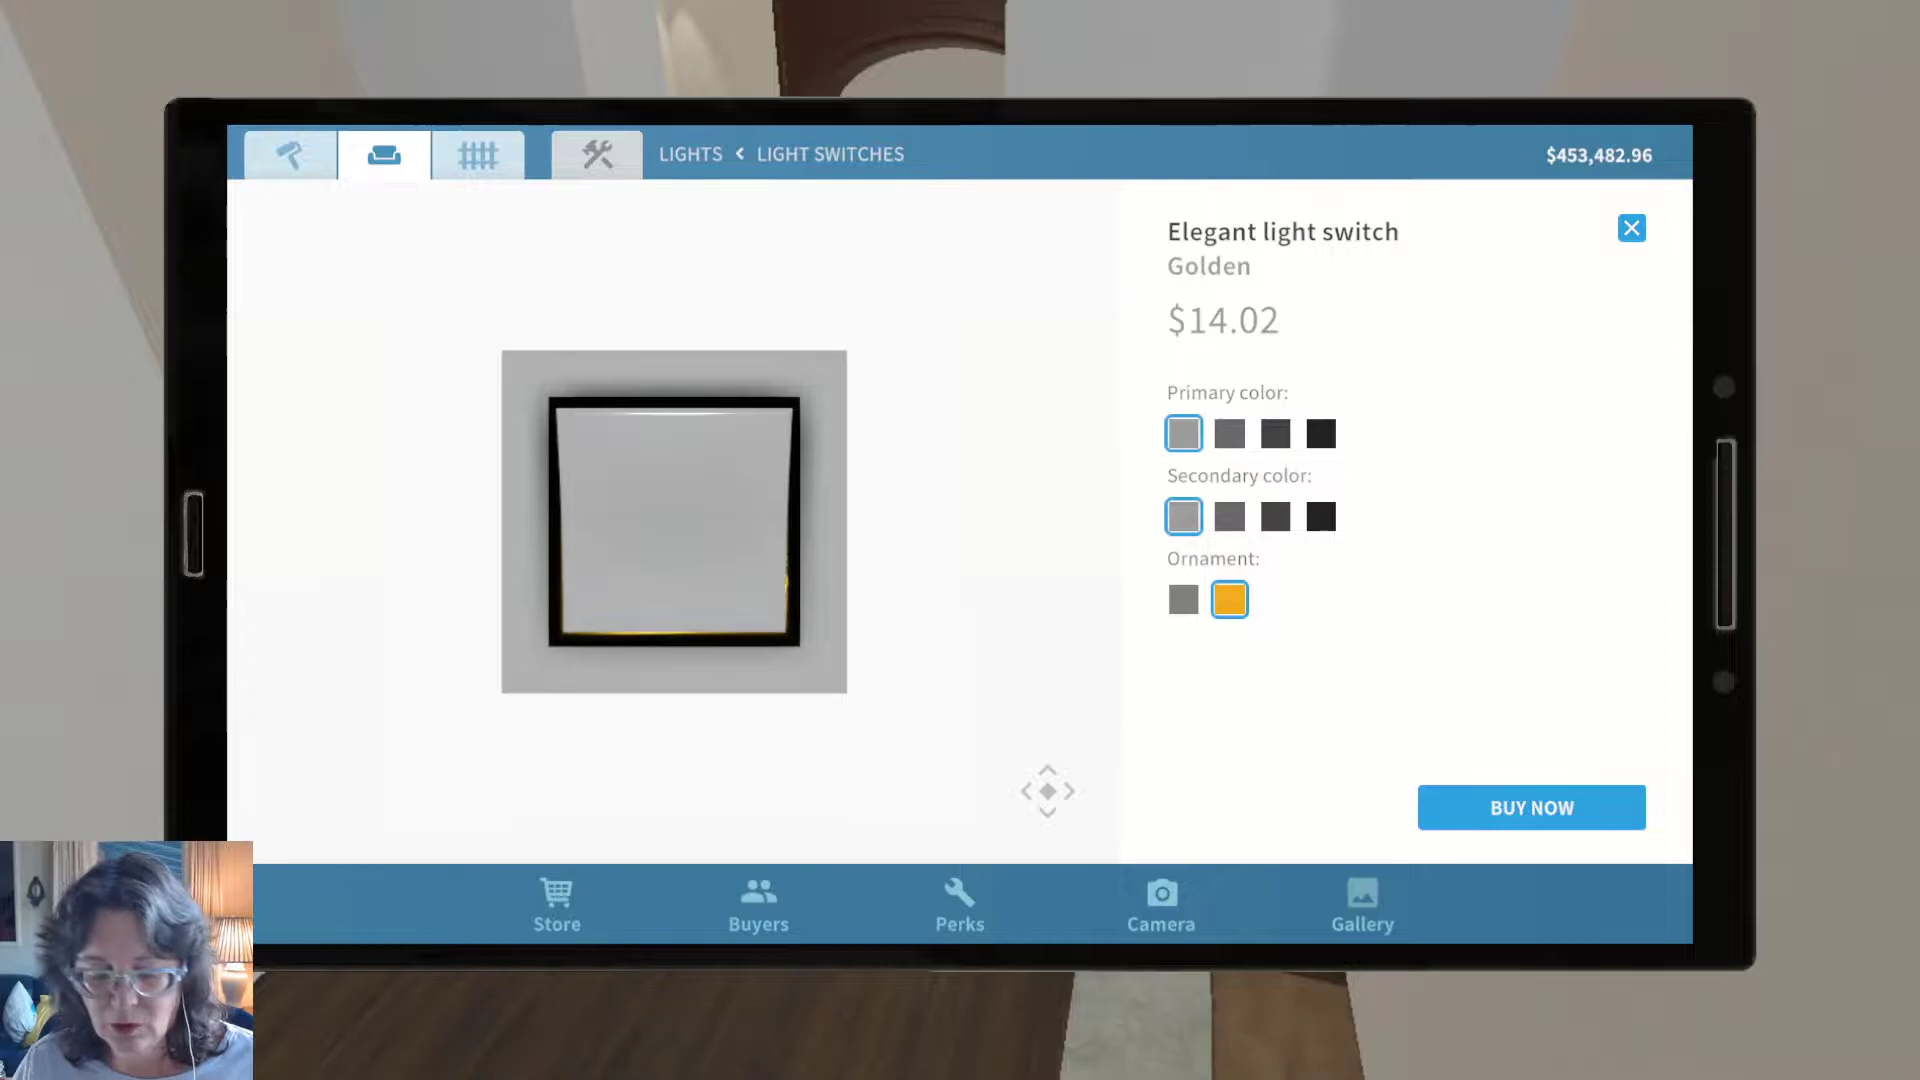 LIGHTS < LIGHT SWITCHES
$453,482.96
Elegant light switch
Golden
$14.02
Primary color:
Secondary color:
Ornament:
BUY NOW
Store
Buyers
Perks
Camera
Gallery